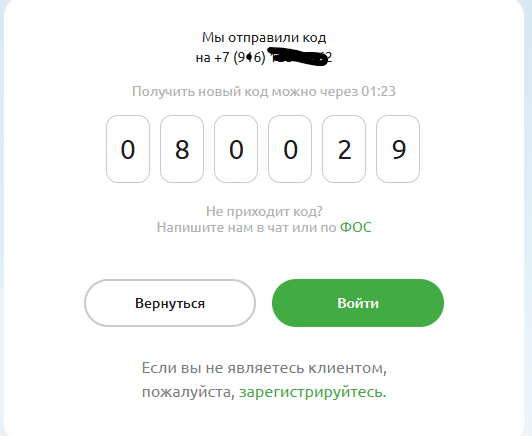 Мы отправили код
на +7
Получить новый код можно через 01:23
0 8 0 0 2 9
Не приходит код?
Напишите нам в чат или по ФОС
Вернуться Войти
Если вы не являетесь клиентом,
пожалуйста, зарегистрируйтесь.